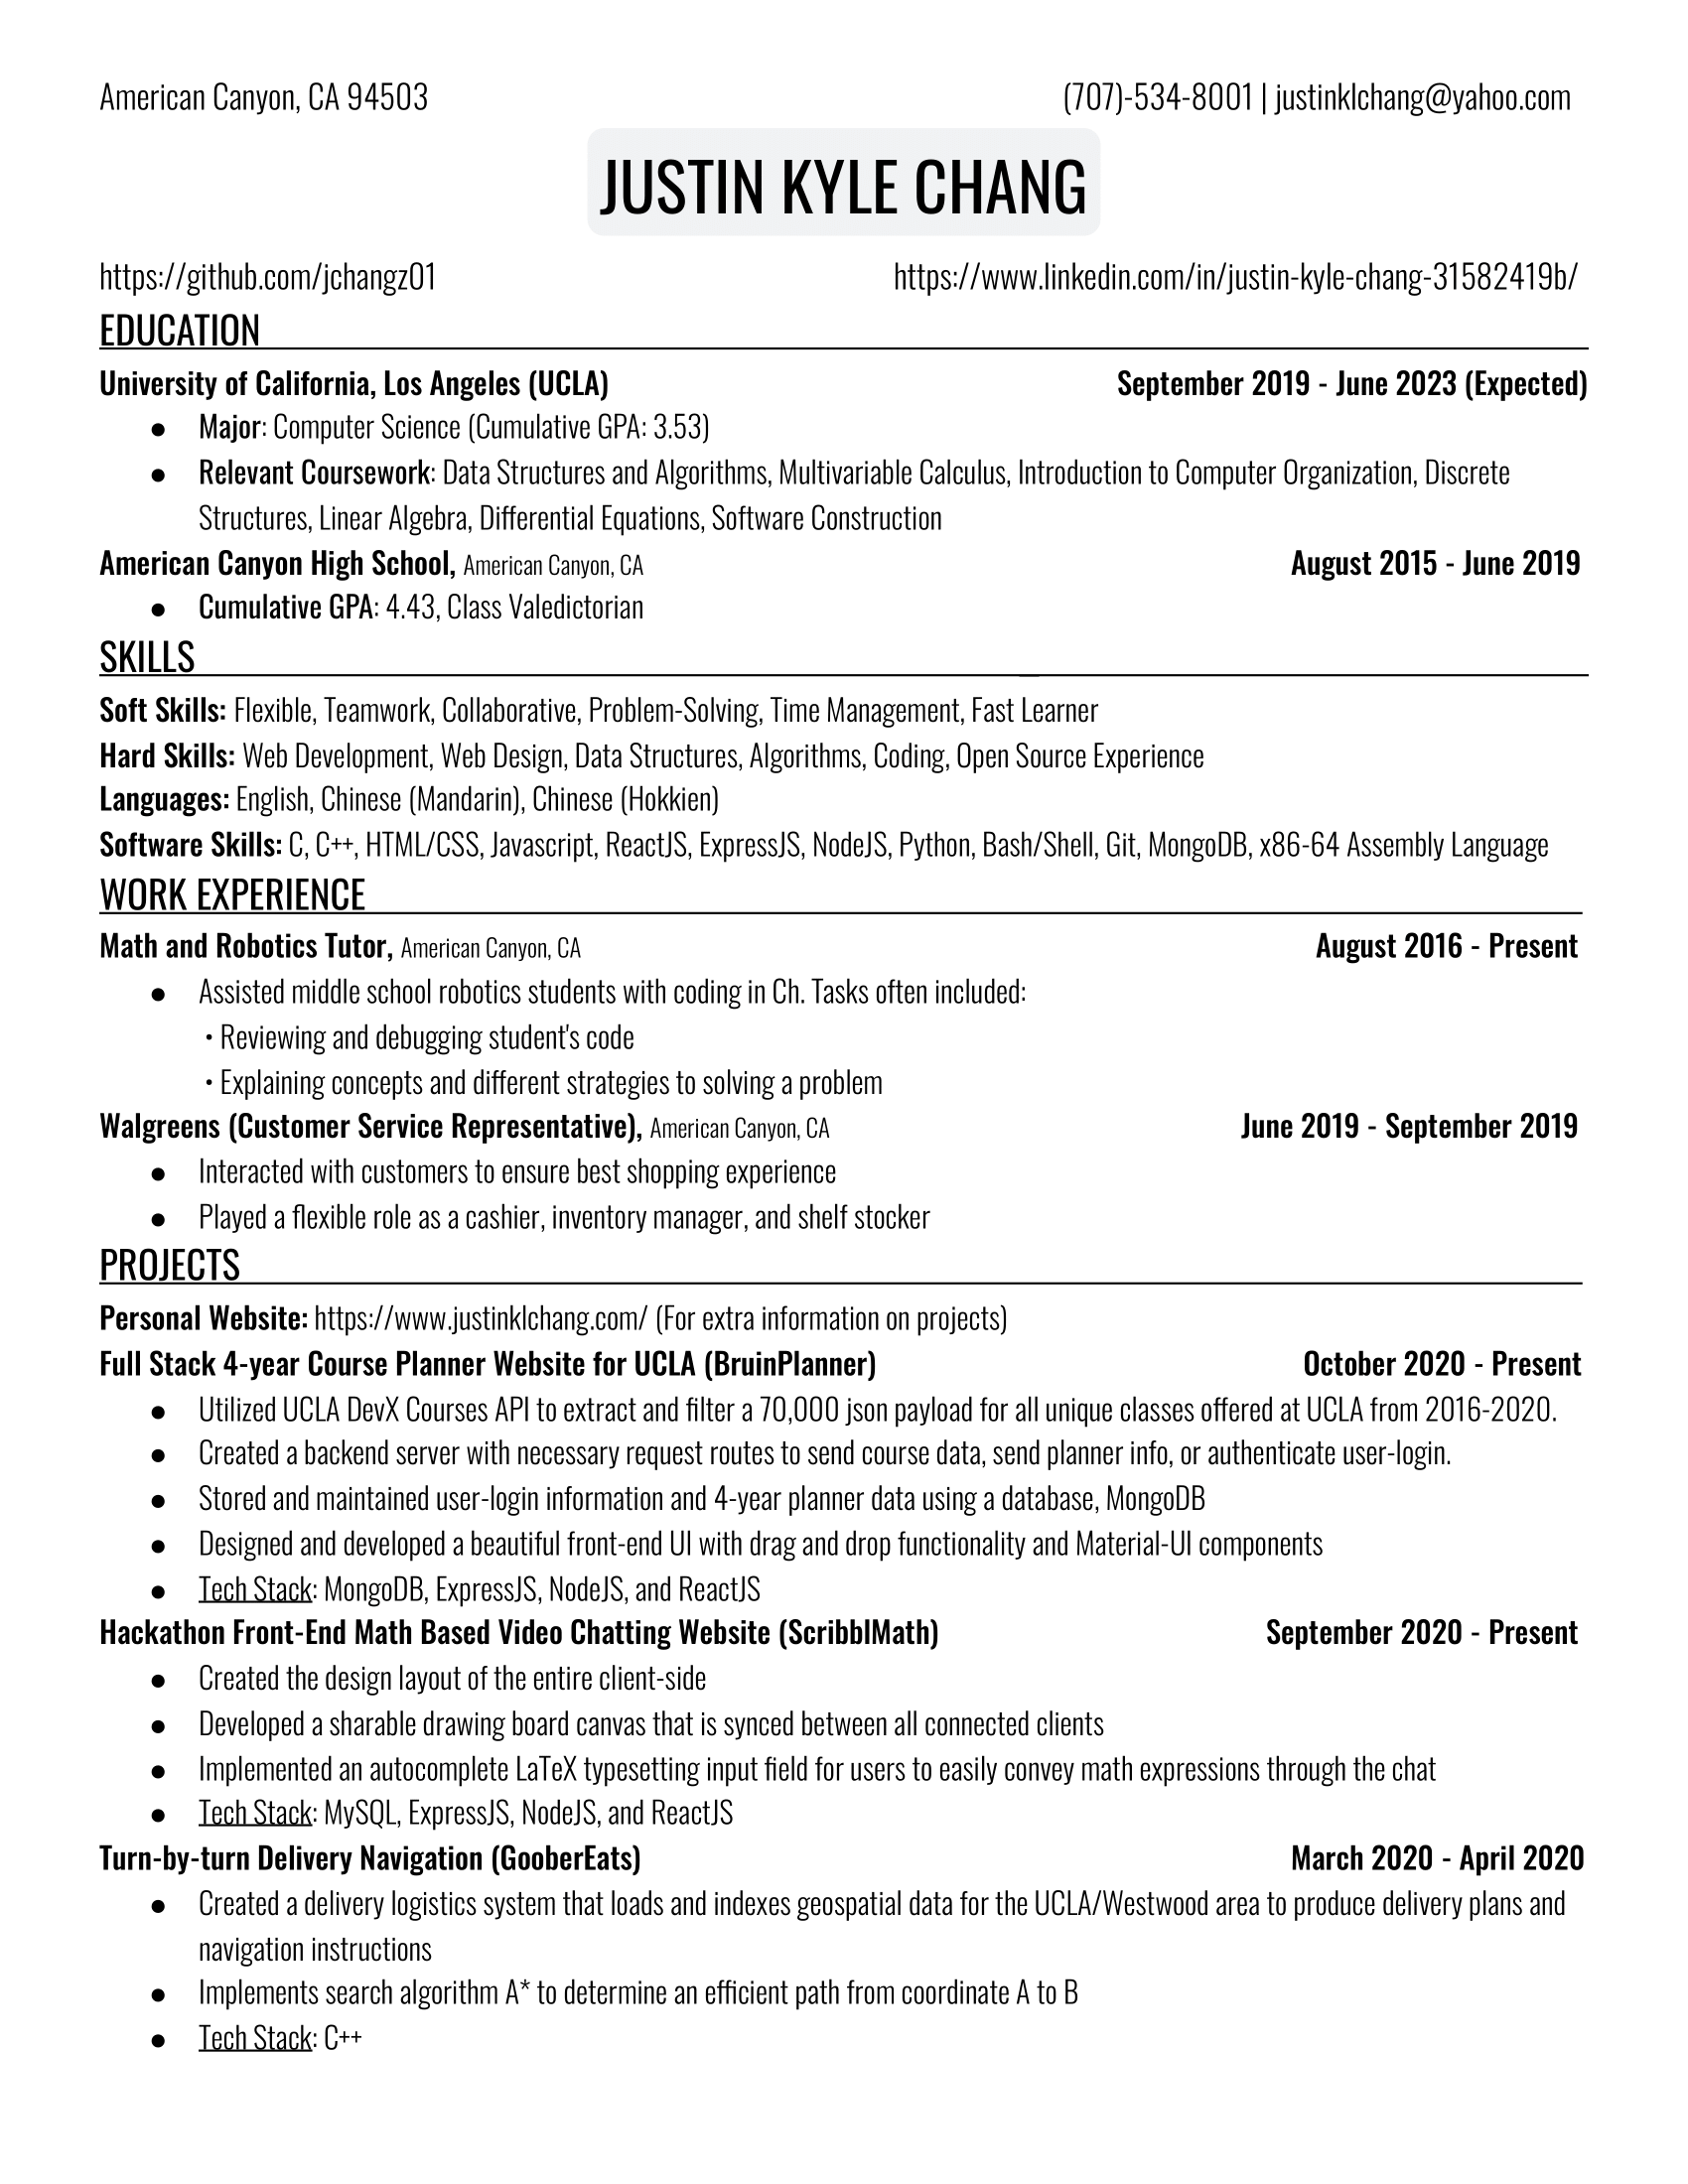 American Canyon, CA 94503 (707)-534-8001 | justinklchang@yahoo.com
JUSTIN KYLE CHANG
https://github.com/jchangz01 https://www.linkedin.com/in/justin-kyle-chang-31582419b/
EDUCATION
University of California, Los Angeles (UCLA) September 2019 - June 2023 (Expected)
● Major: Computer Science (Cumulative GPA: 3.53)
● Relevant Coursework: Data Structures and Algorithms, Multivariable Calculus, Introduction to Computer Organization, Discrete
Structures, Linear Algebra, Differential Equations, Software Construction
American Canyon High School, American Canyon, CA August 2015 - June 2019
● Cumulative GPA: 4.43, Class Valedictorian
SKILLS
Soft Skills: Flexible, Teamwork, Collaborative, Problem-Solving, Time Management, Fast Learner
Hard Skills: Web Development, Web Design, Data Structures, Algorithms, Coding, Open Source Experience
Languages: English, Chinese (Mandarin), Chinese (Hokkien)
Software Skills: C, C++, HTML/CSS, Javascript, ReactJS, ExpressJS, NodeJS, Python, Bash/Shell, Git, MongoDB, x86-64 Assembly Language
WORK EXPERIENCE
Math and Robotics Tutor, American Canyon, CA August 2016 - Present
● Assisted middle school robotics students with coding in Ch. Tasks often included:
• Reviewing and debugging student's code
• Explaining concepts and different strategies to solving a problem
Walgreens (Customer Service Representative), American Canyon, CA June 2019 - September 2019
● Interacted with customers to ensure best shopping experience
● Played a flexible role as a cashier, inventory manager, and shelf stocker
PROJECTS
Personal Website: https://www.justinklchang.com/ (For extra information on projects)
Full Stack 4-year Course Planner Website for UCLA (BruinPlanner) October 2020 - Present
● Utilized UCLA DevX Courses API to extract and filter a 70,000 json payload for all unique classes offered at UCLA from 2016-2020.
● Created a backend server with necessary request routes to send course data, send planner info, or authenticate user-login.
● Stored and maintained user-login information and 4-year planner data using a database, MongoDB
● Designed and developed a beautiful front-end UI with drag and drop functionality and Material-UI components
● Tech Stack: MongoDB, ExpressJS, NodeJS, and ReactJS
Hackathon Front-End Math Based Video Chatting Website (ScribblMath) September 2020 - Present
● Created the design layout of the entire client-side
● Developed a sharable drawing board canvas that is synced between all connected clients
● Implemented an autocomplete LaTeX typesetting input field for users to easily convey math expressions through the chat
● Tech Stack: MySQL, ExpressJS, NodeJS, and ReactJS
Turn-by-turn Delivery Navigation (GooberEats) March 2020 - April 2020
● Created a delivery logistics system that loads and indexes geospatial data for the UCLA/Westwood area to produce delivery plans and
navigation instructions
● Implements search algorithm A* to determine an efficient path from coordinate A to B
● Tech Stack: C++